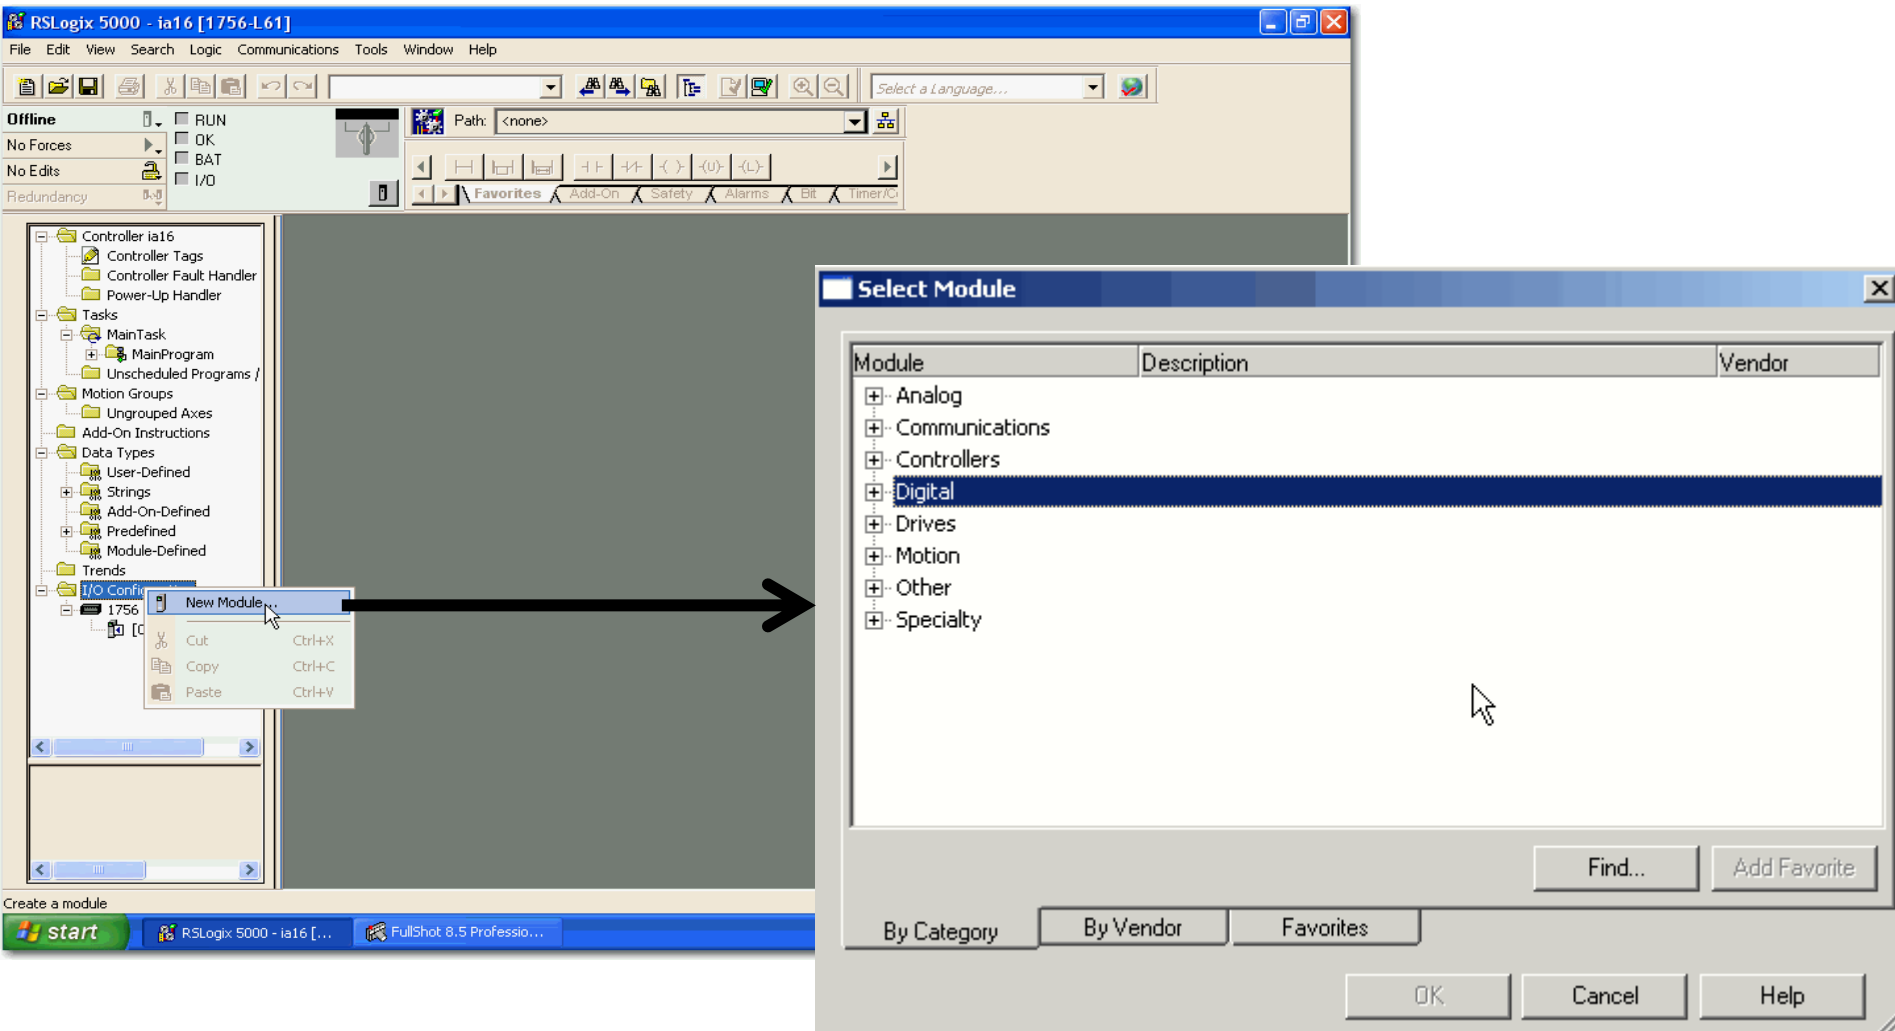 RSLogix 5000 - ia16 [1756-L61]
File Edit View Search Logic Communications Tools Window Help
Select a Language...
Offline
RUN
Path: <none>
No Forces
OK
No Edits
BAT
I/O
Redundancy
Favorites Add-On Safety Alarms Bit Timer/C
Controller ia16
Controller Tags
Controller Fault Handler
Power-Up Handler
Tasks
MainTask
MainProgram
Unscheduled Programs /
Motion Groups
Ungrouped Axes
Add-On Instructions
Data Types
User-Defined
Strings
Add-On-Defined
Predefined
Module-Defined
Trends
I/O Config
1756
[0
New Module...
Cut Ctrl+X
Copy Ctrl+C
Paste Ctrl+V
Create a module
start
RSLogix 5000 - ia16 [...
FullShot 8.5 Professio...
Select Module
Module Description Vendor
Analog
Communications
Controllers
Digital
Drives
Motion
Other
Specialty
Find... Add Favorite
By Category By Vendor Favorites
OK Cancel Help